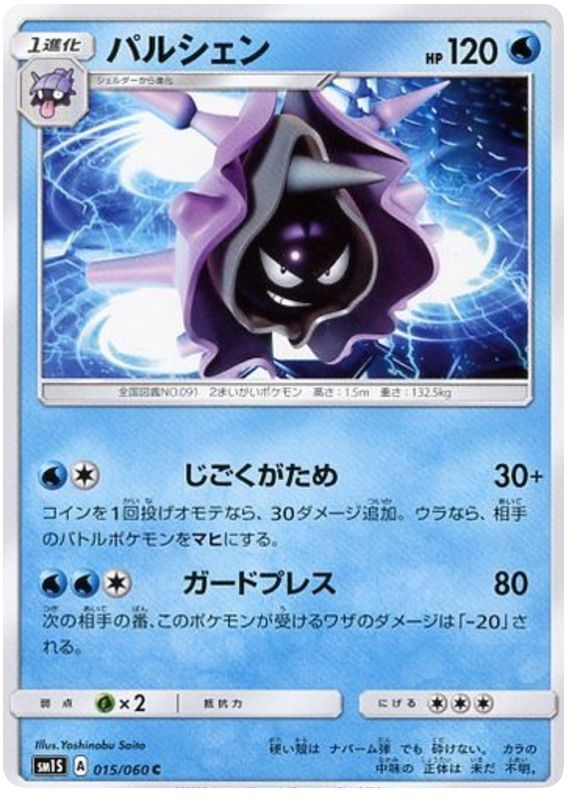 1進化 パルシェン HP 120
シェルダーから進化
全国図鑑NO.091 2まいがいポケモン 高さ:1.5m 重さ:132.5kg
じごくがため 30+
コインを1回投げオモテなら、30ダメージ追加。ウラなら、相手
のバトルポケモンをマヒにする。
ガードプレス 80
次の相手の番、このポケモンが受けるワザのダメージは「-20」さ
れる。
弱点 ×2 抵抗力 にげる
Illus.Yoshinobu Saito
SM1S A 015/060 C
硬い殻は ナパーム弾 でも 砕けない。 カラの
中味の 正体は 未だ 不明。